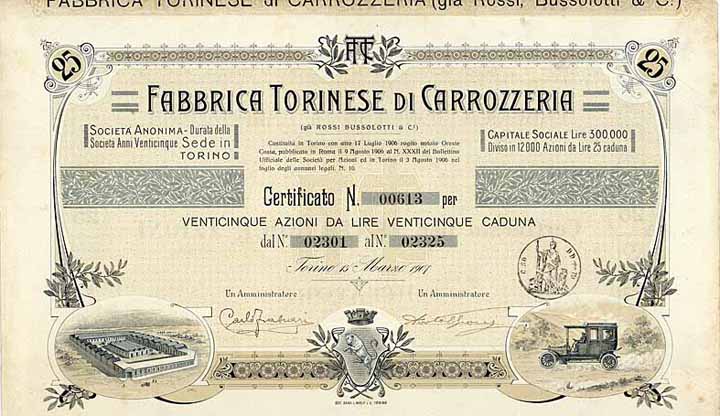 FABBRICA TORINESE di CARROZZERIA (già Rossi, Bussolotti & C.i)
25
FTC
25
FABBRICA TORINESE DI CARROZZERIA
(già ROSSI BUSSOLOTTI & C.i)
SOCIETA ANONIMA - Durata della
Società Anni Venticinque Sede in
TORINO
Costituita in Torino con atto 17 Luglio 1906 rogito notaio Oreste
pubblicato in Roma il 9 Agosto 1906 al N. XXXII del Bollettino
Ufficiale delle Società per Azioni ed in Torino il 3 Agosto 1906 nel
foglio degli annunzi legali, N. 10.
CAPITALE SOCIALE Lire 300,000
Diviso in 12000 Azioni da Lire 25 caduna
Certificato N. 00613 per
VENTICINQUE AZIONI DA LIRE VENTICINQUE CADUNA
dal N.° 02301 al N.° 02325
Torino 15 Marzo 1907
Un Amministratore
Un Amministratore